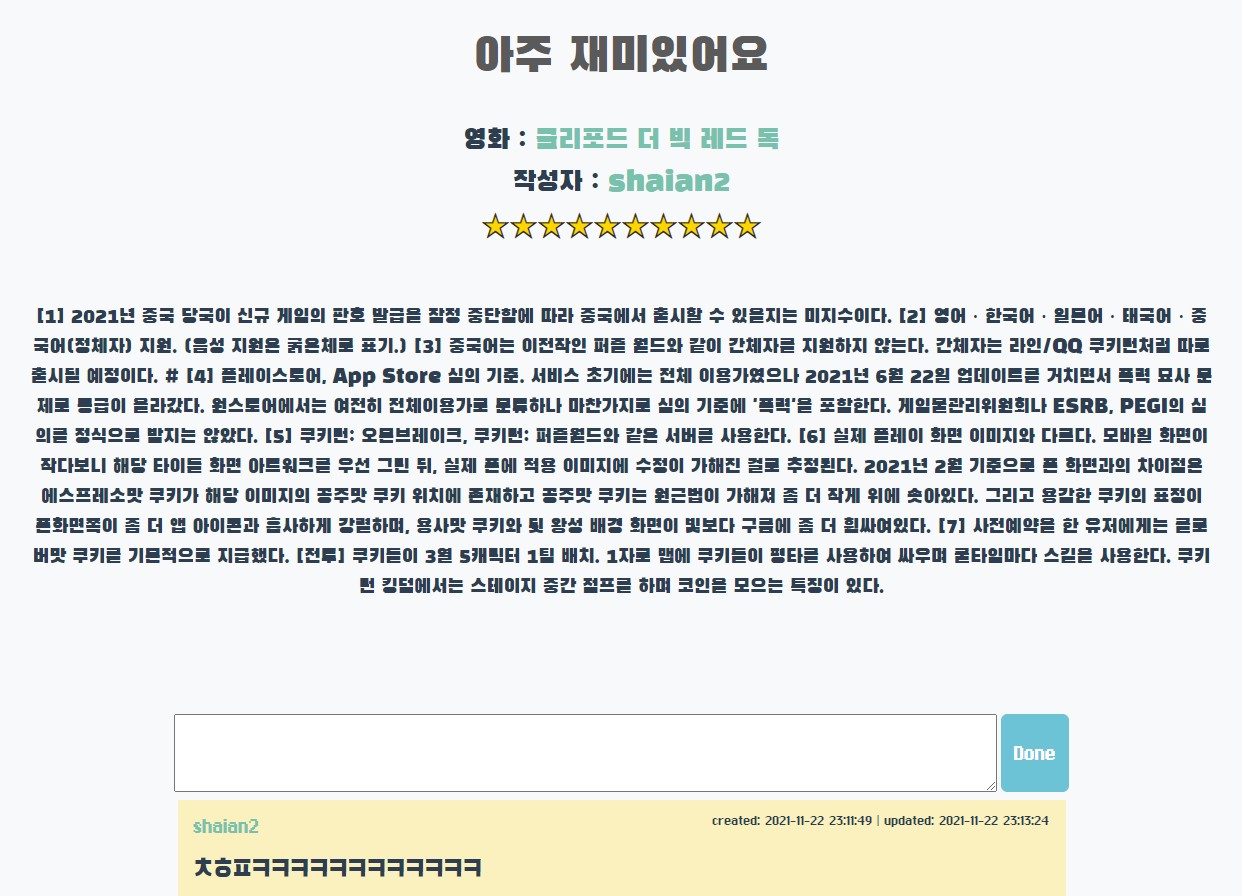 아주 재미있어요
영화 : 클리포드 더 빅 레드 독
작성자 : shaian2
★★★★★★★★★★
[1] 2021년 중국 당국이 신규 게임의 판호 발급을 잠정 중단함에 따라 중국에서 출시할 수 있을지는 미지수이다. [2] 영어 · 한국어 · 일본어 · 태국어 · 중
국어(정체자) 지원. (음성 지원은 굵은체로 표기.) [3] 중국어는 이전작인 퍼즐 월드와 같이 간체자를 지원하지 않는다. 간체자는 라인/QQ 쿠키런처럼 따로
출시될 예정이다. # [4] 플레이스토어, App Store 심의 기준. 서비스 초기에는 전체 이용가였으나 2021년 6월 22일 업데이트를 거치면서 폭력 묘사 문
제로 등급이 올라갔다. 원스토어에서는 여전히 전체이용가로 분류하나 마찬가지로 심의 기준에 '폭력'을 포함한다. 게임물관리위원회나 ESRB, PEGI의 심
의를 정식으로 받지는 않았다. [5] 쿠키런: 오븐브레이크, 쿠키런: 퍼즐월드와 같은 서버를 사용한다. [6] 실제 플레이 화면 이미지와 다르다. 모바일 화면이
작다보니 해당 타이틀 화면 아트워크를 우선 그린 뒤, 실제 폰에 적용 이미지에 수정이 가해진 걸로 추정된다. 2021년 2월 기준으로 폰 화면과의 차이점은
에스프레소맛 쿠키가 해당 이미지의 공주맛 쿠키 위치에 존재하고 공주맛 쿠키는 원근법이 가해져 좀 더 작게 위에 솟아있다. 그리고 용감한 쿠키의 표정이
폰화면쪽이 좀 더 앱 아이콘과 흡사하게 강렬하며, 용사맛 쿠키와 뒷 왕성 배경 화면이 빛보다 구름에 좀 더 휩싸여있다. [7] 사전예약을 한 유저에게는 클로
버맛 쿠키를 기본적으로 지급했다. [전투] 쿠키들이 3월 5캐릭터 1팀 배치. 1자로 맵에 쿠키들이 평타를 사용하여 싸우며 쿨타임마다 스킬을 사용한다. 쿠키
런 킹덤에서는 스테이지 중간 점프를 하며 코인을 모으는 특징이 있다.
Done
shaian2
created: 2021-11-22 23:11:49 | updated: 2021-11-22 23:13:24
ㅊㅎㅍㅋㅋㅋㅋㅋㅋㅋㅋㅋㅋㅋㅋ